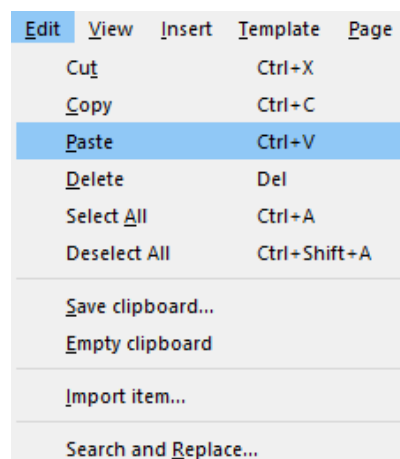 Edit View Insert Template Page
Cut Ctrl+X
Copy Ctrl+C
Paste Ctrl+V
Delete Del
Select All Ctrl+A
Deselect All Ctrl+Shift+A
Save clipboard...
Empty clipboard
Import item...
Search and Replace...